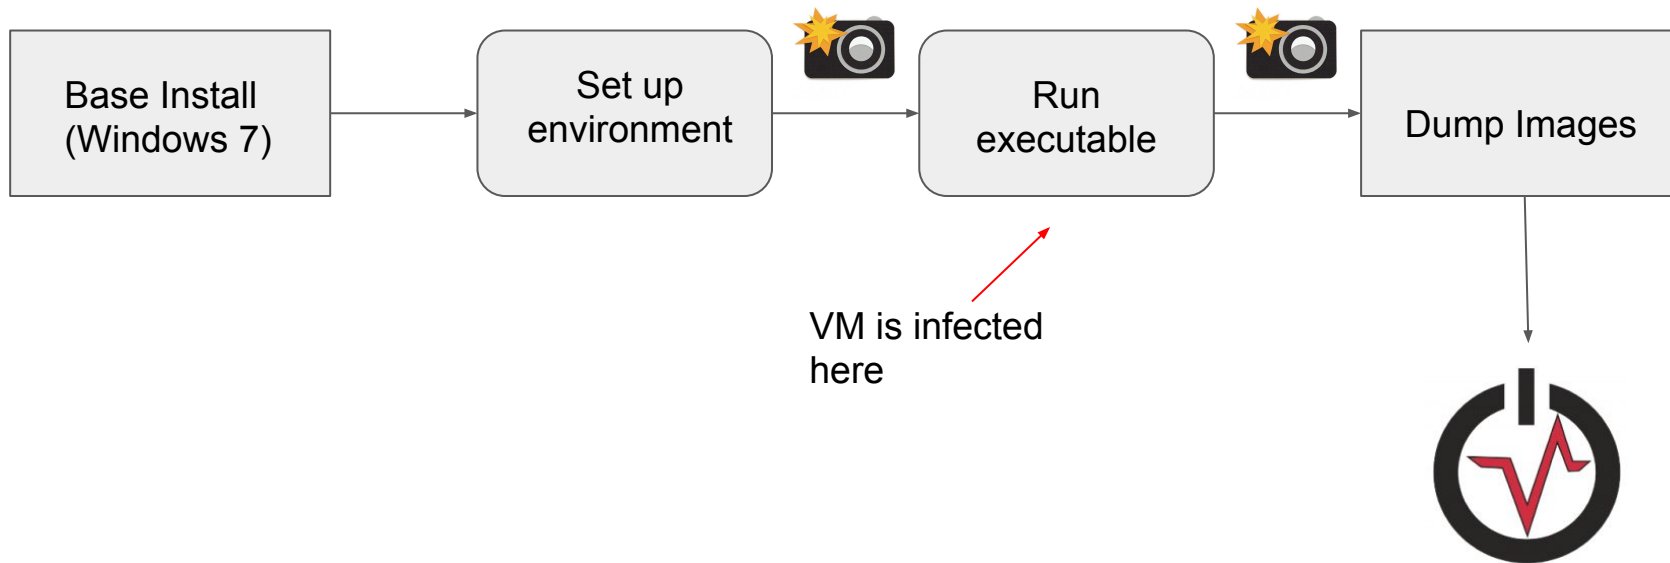 Base Install
(Windows 7)
Set up
environment
Run
executable
Dump Images
VM is infected
here